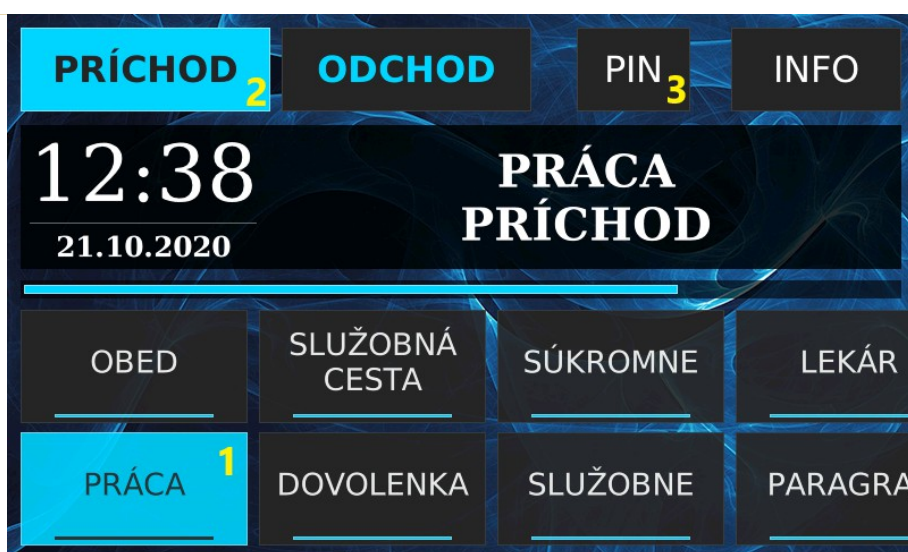 PRÍCHOD 2 ODCHOD PIN 3 INFO
12:38
21.10.2020
PRÁCA
PRÍCHOD
OBED
SLUŽOBNÁ
CESTA
SÚKROMNE
LEKÁR
PRÁCA 1
DOVOLENKA
SLUŽOBNE
PARAGRA